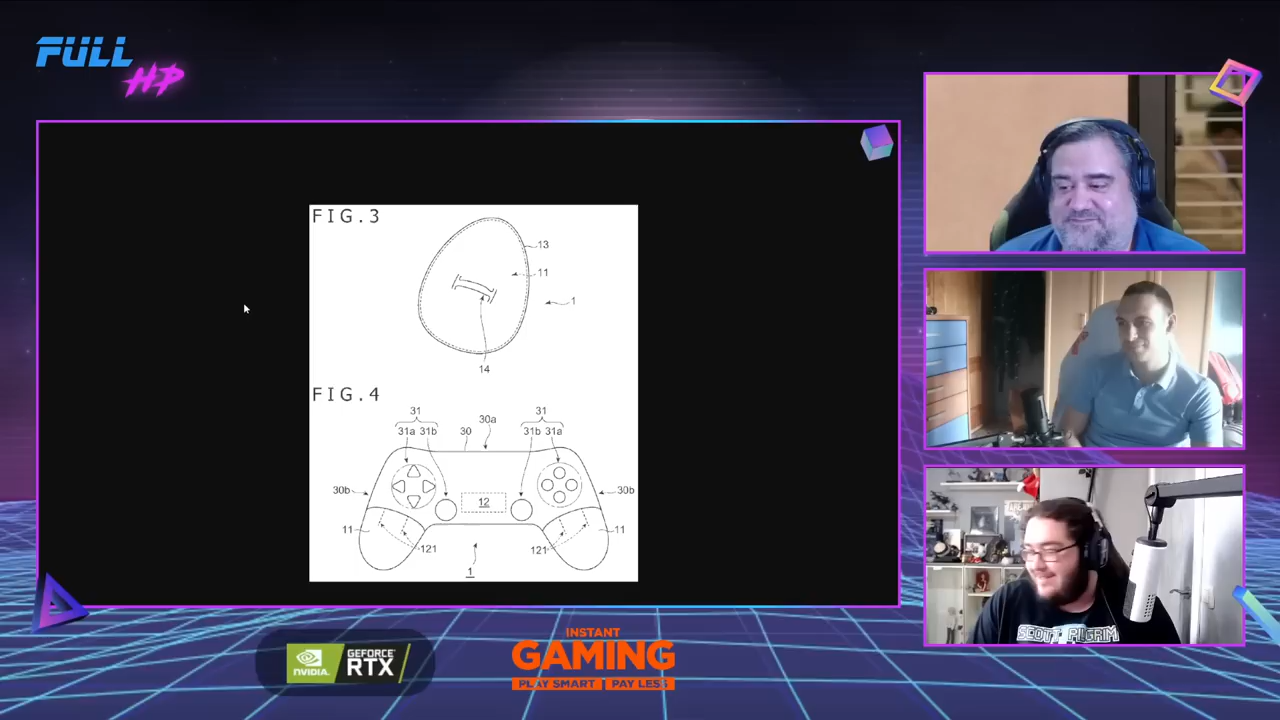 FULL
HP
FIG.3
13
11
1
14
FIG.4
31
31
30a
31a 31b
30
31b 31a
30b
30b
12
11
11
121
121
1
SCOTT PILGRIM
NVIDIA.
GEFORCE
RTX
INSTANT
GAMING
PLAY SMART | PAY LESS